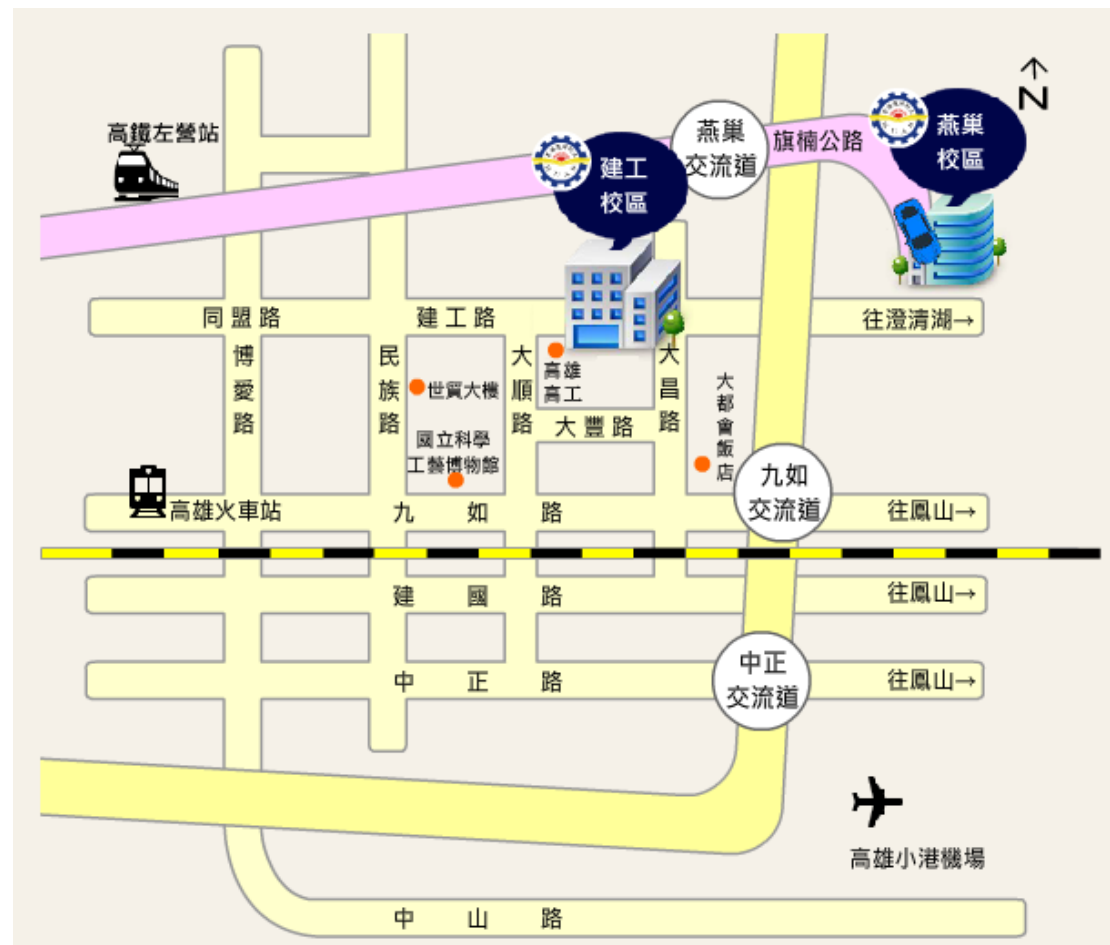 N
燕巢
校區
燕巢
交流道
旗楠公路
高鐵左營站
建工
校區
同盟路
建工路
往澄清湖→
博愛路
民族路
世貿大樓
大順路
高雄
高工
大昌路
大都會飯店
大豐路
國立科學
工藝博物館
九如
交流道
高雄火車站
九如路
往鳳山→
建國路
往鳳山→
中正
交流道
中正路
往鳳山→
高雄小港機場
中山路